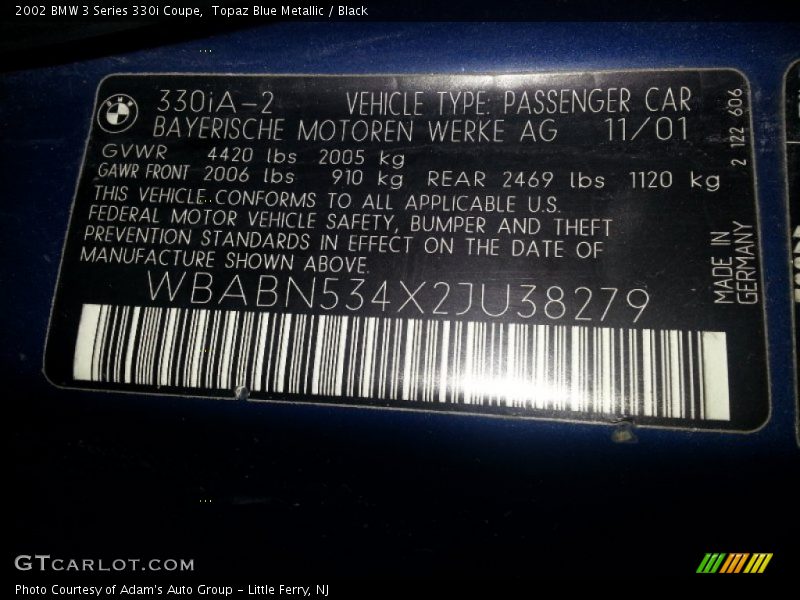 2002 BMW 3 Series 330i Coupe, Topaz Blue Metallic / Black
330iA-2 VEHICLE TYPE: PASSENGER CAR
BAYERISCHE MOTOREN WERKE AG 11/01
GVWR 4420 lbs 2005 kg
GAWR FRONT 2006 lbs 910 kg REAR 2469 lbs 1120 kg
THIS VEHICLE CONFORMS TO ALL APPLICABLE U.S.
FEDERAL MOTOR VEHICLE SAFETY, BUMPER AND THEFT
PREVENTION STANDARDS IN EFFECT ON THE DATE OF
MANUFACTURE SHOWN ABOVE.
WBABN534X2JU38279
2 122 606
MADE IN
GERMANY
GTCARLOT.COM
Photo Courtesy of Adam's Auto Group - Little Ferry, NJ